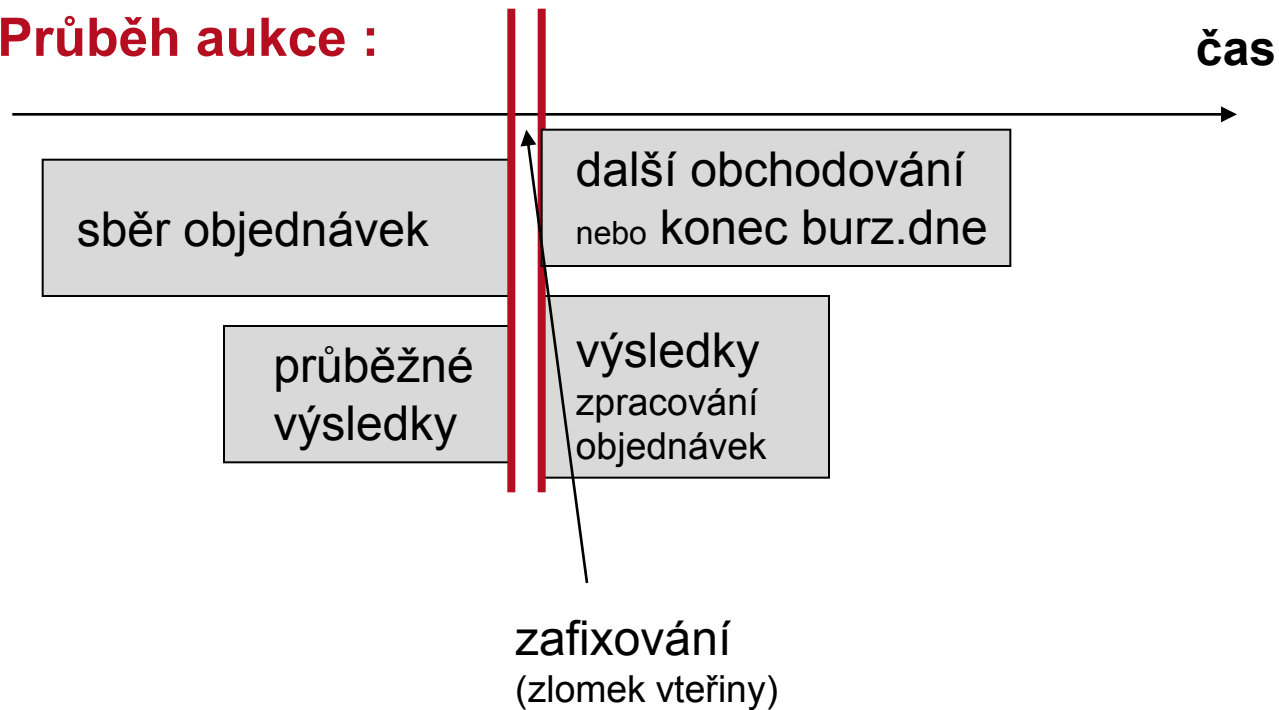 Průběh aukce :
čas
sběr objednávek
další obchodování
nebo konec burz.dne
průběžné
výsledky
výsledky
zpracování
objednávek
zafixování
(zlomek vteřiny)